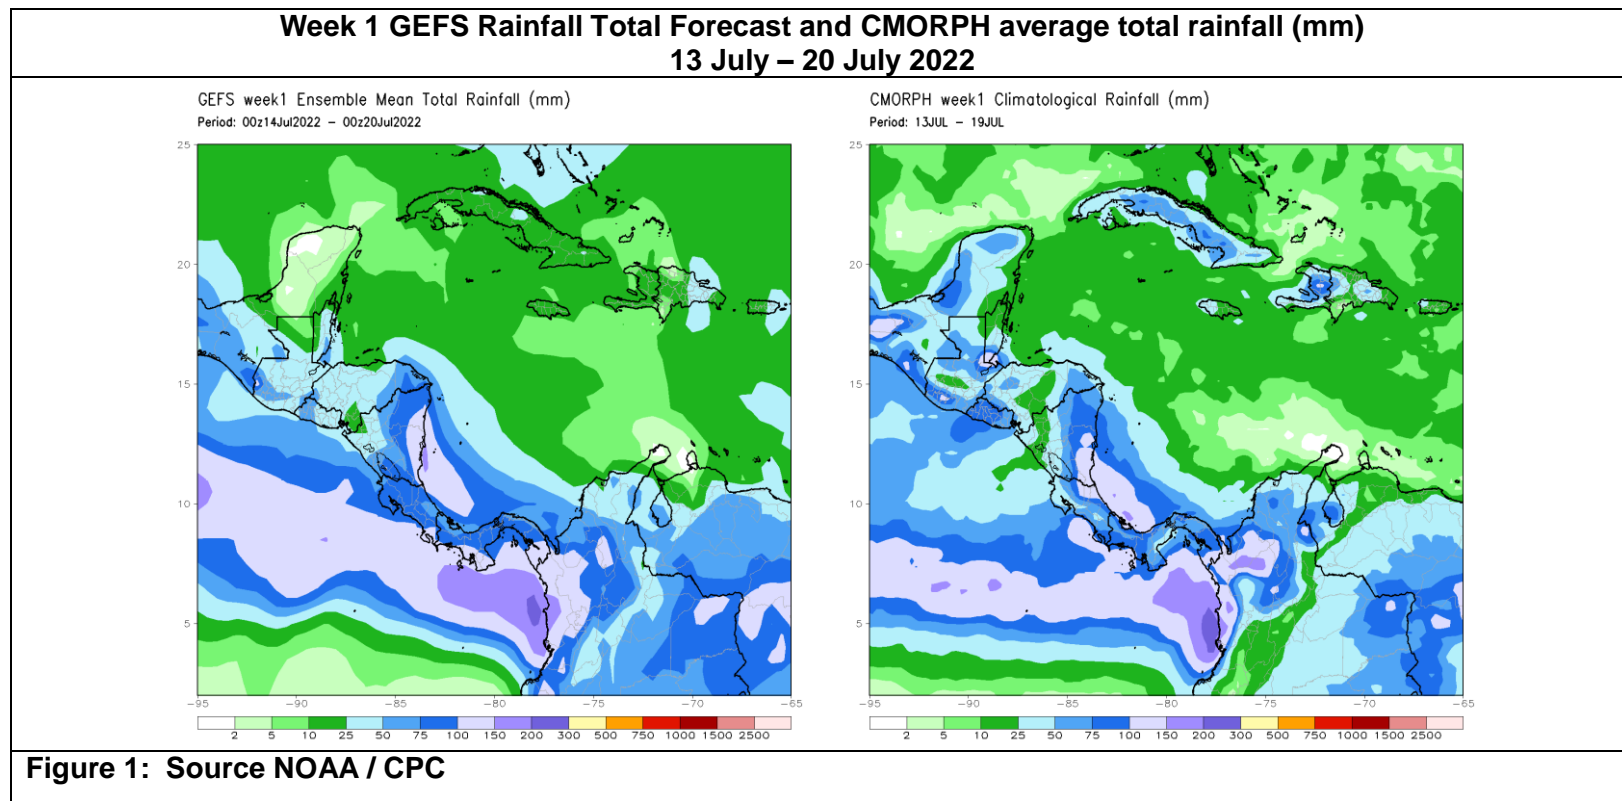 Week 1 GEFS Rainfall Total Forecast and CMORPH average total rainfall (mm)
13 July – 20 July 2022
GEFS week1 Ensemble Mean Total Rainfall (mm)
Period: 00z14Jul2022 – 00z20Jul2022
25
20
15
10
5
-95 -90 -85 -80 -75 -70 -65
2 5 10 25 50 75 100 150 200 300 500 750 1000 1500 2500
CMORPH week1 Climatological Rainfall (mm)
Period: 13JUL – 19JUL
25
20
15
10
5
-95 -90 -85 -80 -75 -70 -65
2 5 10 25 50 75 100 150 200 300 500 750 1000 1500 2500
Figure 1: Source NOAA / CPC